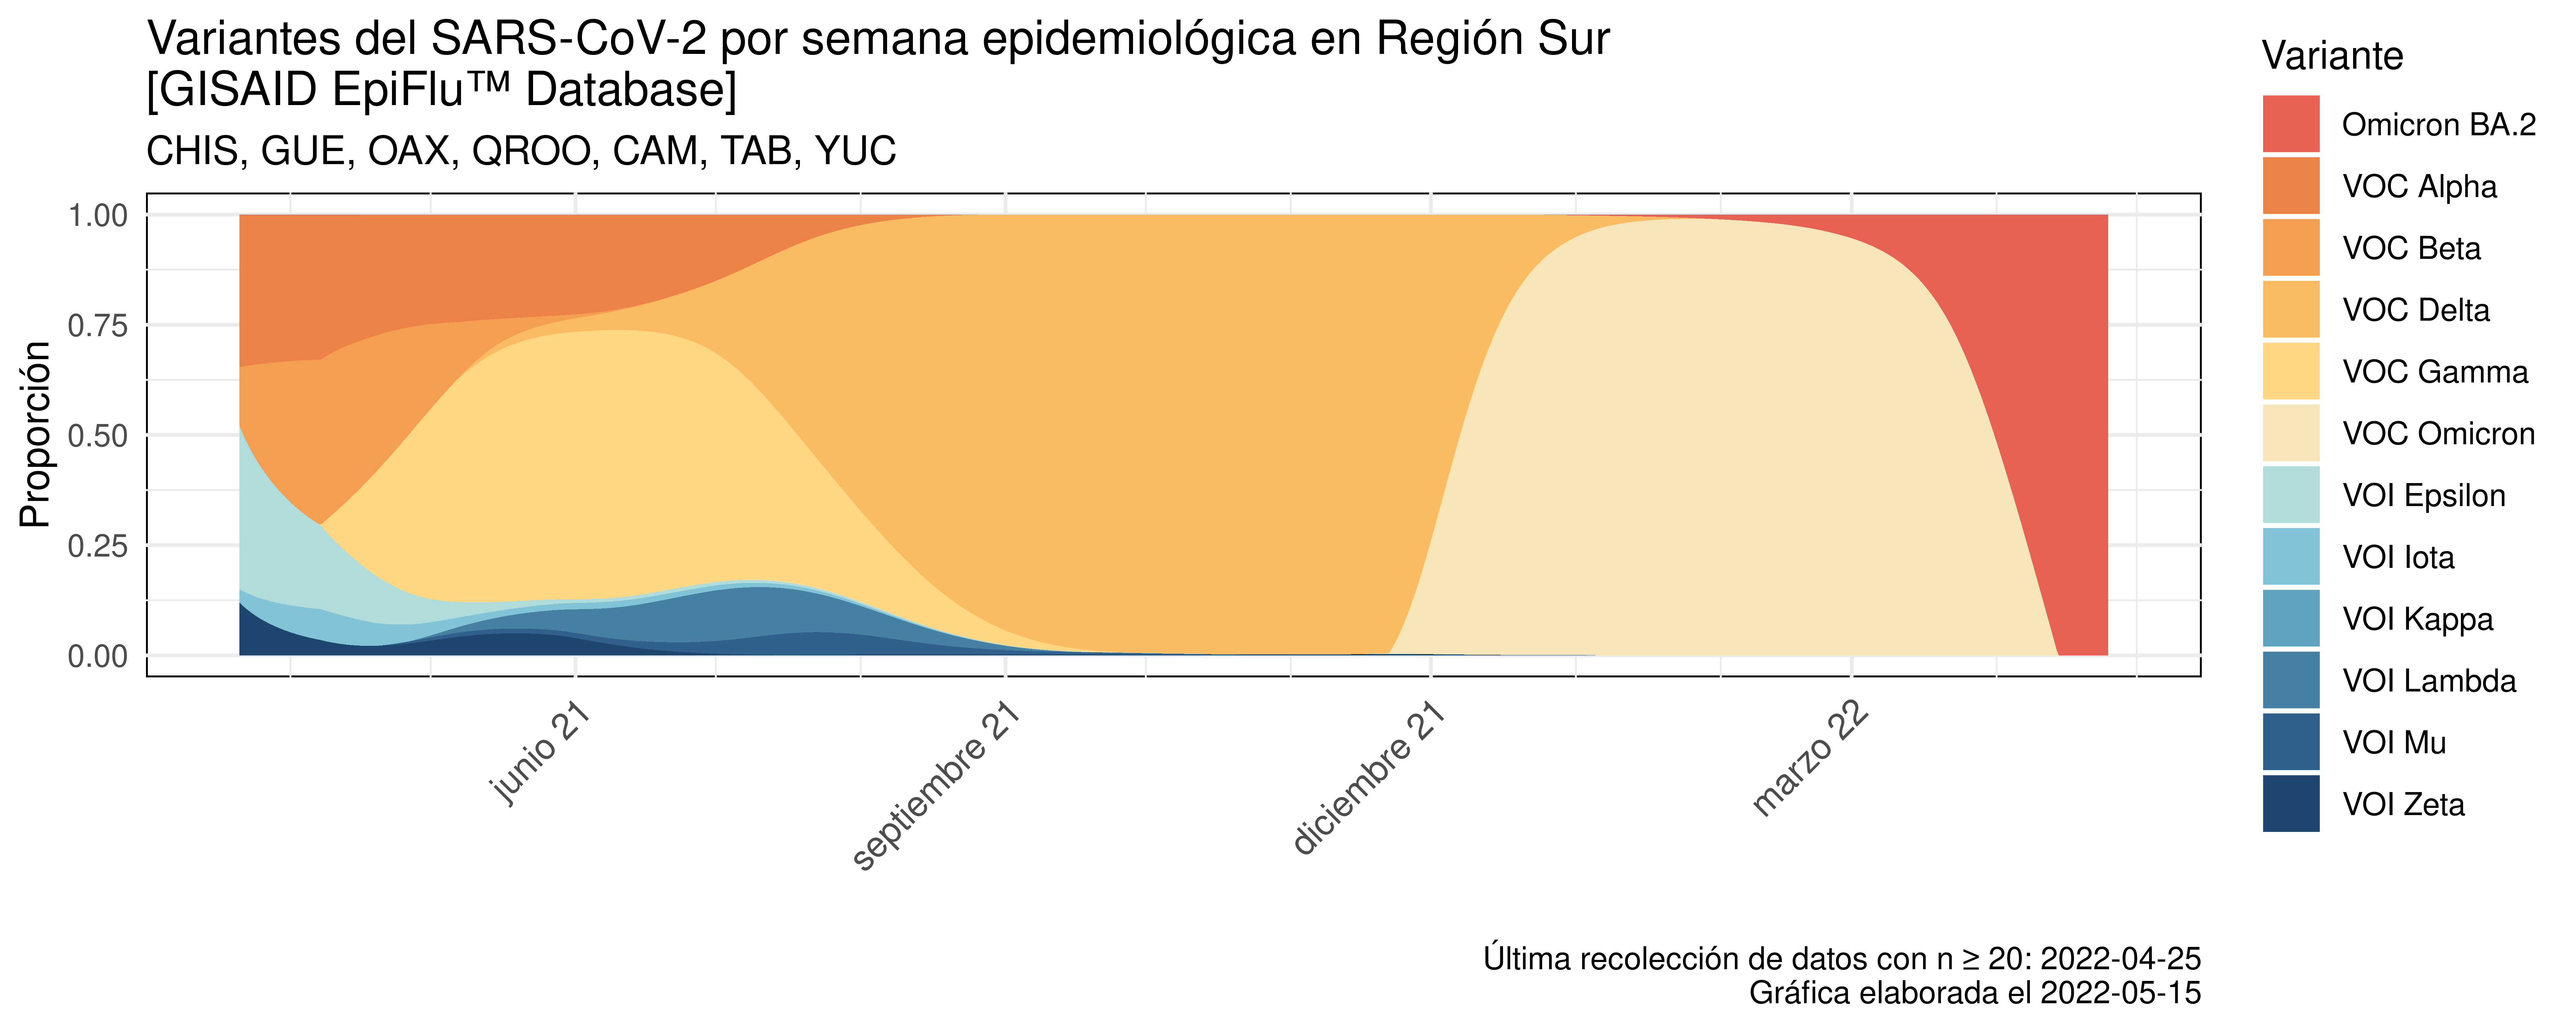 Variantes del SARS-CoV-2 por semana epidemiológica en Región Sur
[GISAID EpiFlu™ Database]
CHIS, GUE, OAX, QROO, CAM, TAB, YUC
Proporción
1.00
0.75
0.50
0.25
0.00
junio 21
septiembre 21
diciembre 21
marzo 22
Variante
Omicron BA.2
VOC Alpha
VOC Beta
VOC Delta
VOC Gamma
VOC Omicron
VOI Epsilon
VOI Iota
VOI Kappa
VOI Lambda
VOI Mu
VOI Zeta
Última recolección de datos con n ≥ 20: 2022-04-25
Gráfica elaborada el 2022-05-15